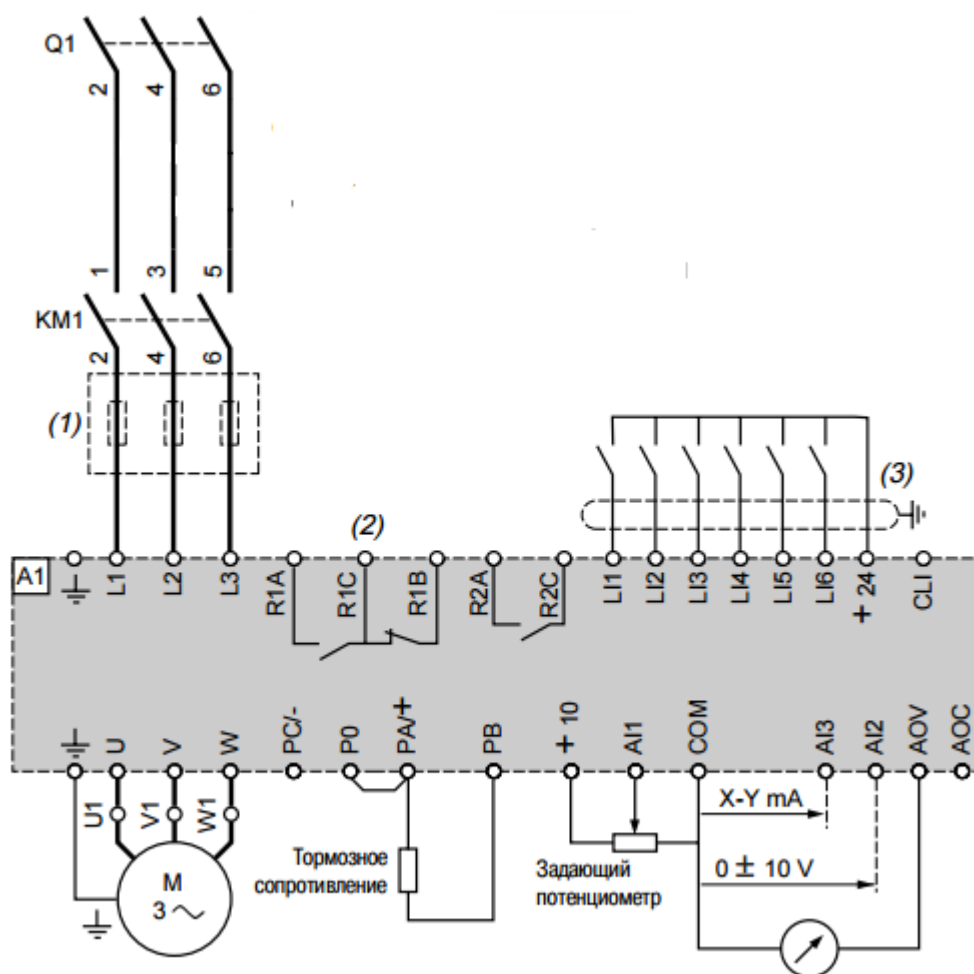 Q1
2 4 6
1 3 5
KM1
2 4 6
(1)
(2)
(3)
A1
L1 L2 L3 R1A R1C R1B R2A R2C LI1 LI2 LI3 LI4 LI5 LI6 + 24 CLI
U V W PC/- P0 PA/+ PB + 10 AI1 COM AI3 AI2 AOV AOC
U1 V1 W1
X-Y mA
Тормозное
сопротивление
Задающий
потенциометр
0 ± 10 V
M
3 ~